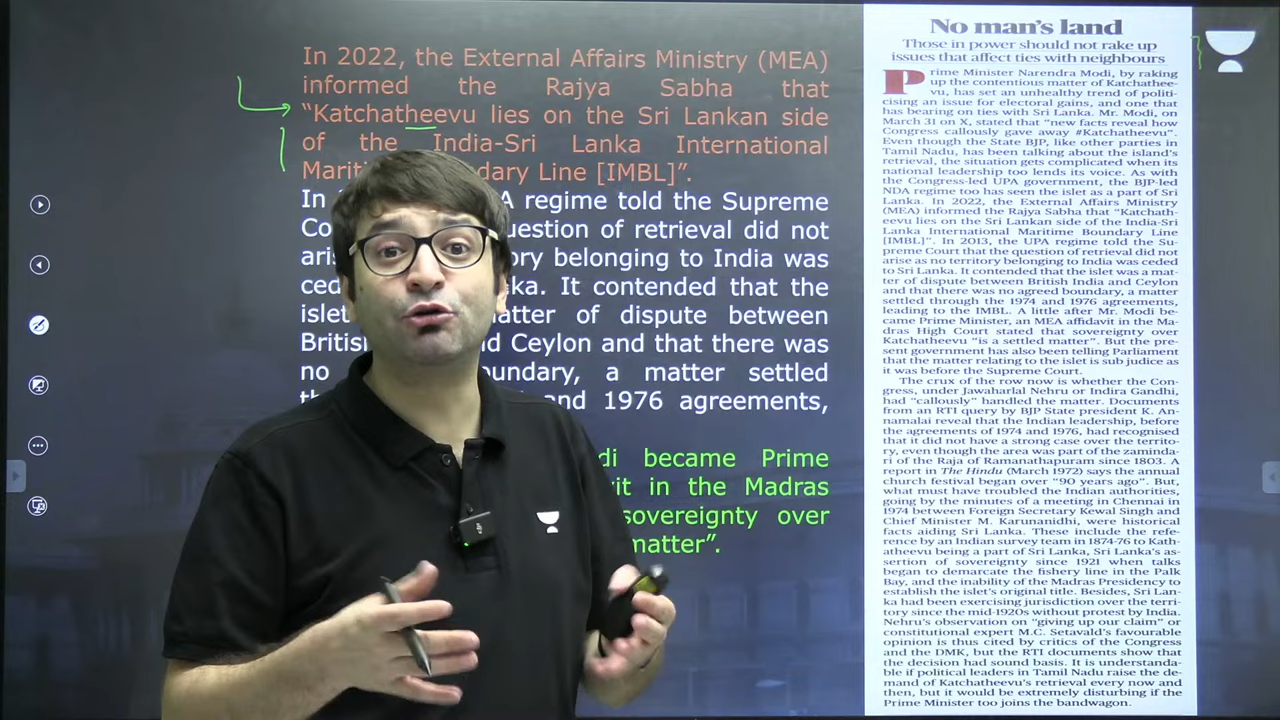 In 2022, the External Affairs Ministry (MEA)
informed the Rajya Sabha that
“Katchatheevu lies on the Sri Lankan side
of the India-Sri Lanka International
dary Line [IMBL]”.
In A regime told the Supreme
uestion of retrieval did not
ory belonging to India was
ced ka. It contended that the
islet atter of dispute between
d Ceylon and that there was
no undary, a matter settled
and 1976 agreements,
di became Prime
it in the Madras
sovereignty over
matter”.
No man's land
Those in power should not rake up
issues that affect ties with neighbours
Prime Minister Narendra Modi, by raking
up the contentious matter of Katchathee-
vu, has set an unhealthy trend of politi-
cising an issue for electoral gains, and one that
has bearing on ties with Sri Lanka. Mr. Modi, on
March 31 on X, stated that “new facts reveal how
Congress callously gave away #Katchatheevu”.
Even though the State BJP, like other parties in
Tamil Nadu, has been talking about the island's
retrieval, the situation gets complicated when its
national leadership too lends its voice. As with
the Congress-led UPA government, the BJP-led
NDA regime too has seen the islet as a part of Sri
Lanka. In 2022, the External Affairs Ministry
(MEA) informed the Rajya Sabha that “Katchath-
eevu lies on the Sri Lankan side of the India-Sri
Lanka International Maritime Boundary Line
[IMBL]”. In 2013, the UPA regime told the Su-
preme Court that the question of retrieval did not
arise as no territory belonging to India was ceded
to Sri Lanka. It contended that the islet was a mat-
ter of dispute between British India and Ceylon
and that there was no agreed boundary, a matter
settled through the 1974 and 1976 agreements,
leading to the IMBL. A little after Mr. Modi be-
came Prime Minister, an MEA affidavit in the Ma-
dras High Court stated that sovereignty over
Katchatheevu “is a settled matter”. But the pre-
sent government has also been telling Parliament
that the matter relating to the islet is sub judice as
it was before the Supreme Court.
The crux of the row now is whether the Con-
gress, under Jawaharlal Nehru or Indira Gandhi,
had “callously” handled the matter. Documents
from an RTI query by BJP State president K. An-
namalai reveal that the Indian leadership, before
the agreements of 1974 and 1976, had recognised
that it did not have a strong case over the territo-
ry, even though the area was part of the zaminda-
ri of the Raja of Ramanathapuram since 1803. A
report in The Hindu (March 1972) says the annual
church festival began over “90 years ago”. But,
what must have troubled the Indian authorities,
going by the minutes of a meeting in Chennai in
1974 between Foreign Secretary Kewal Singh and
Chief Minister M. Karunanidhi, were historical
facts aiding Sri Lanka. These include the refe-
rence by an Indian survey team in 1874-76 to Kath-
atheevu being a part of Sri Lanka, Sri Lanka's as-
sertion of sovereignty since 1921 when talks
began to demarcate the fishery line in the Palk
Bay, and the inability of the Madras Presidency to
establish the islet's original title. Besides, Sri Lan-
ka had been exercising jurisdiction over the terri-
tory since the mid-1920s without protest by India.
Nehru's observation on “giving up our claim” or
constitutional expert M.C. Setavald's favourable
opinion is thus cited by critics of the Congress
and the DMK, but the RTI documents show that
the decision had sound basis. It is understanda-
ble if political leaders in Tamil Nadu raise the de-
mand of Katchatheevu's retrieval every now and
then, but it would be extremely disturbing if the
Prime Minister too joins the bandwagon.